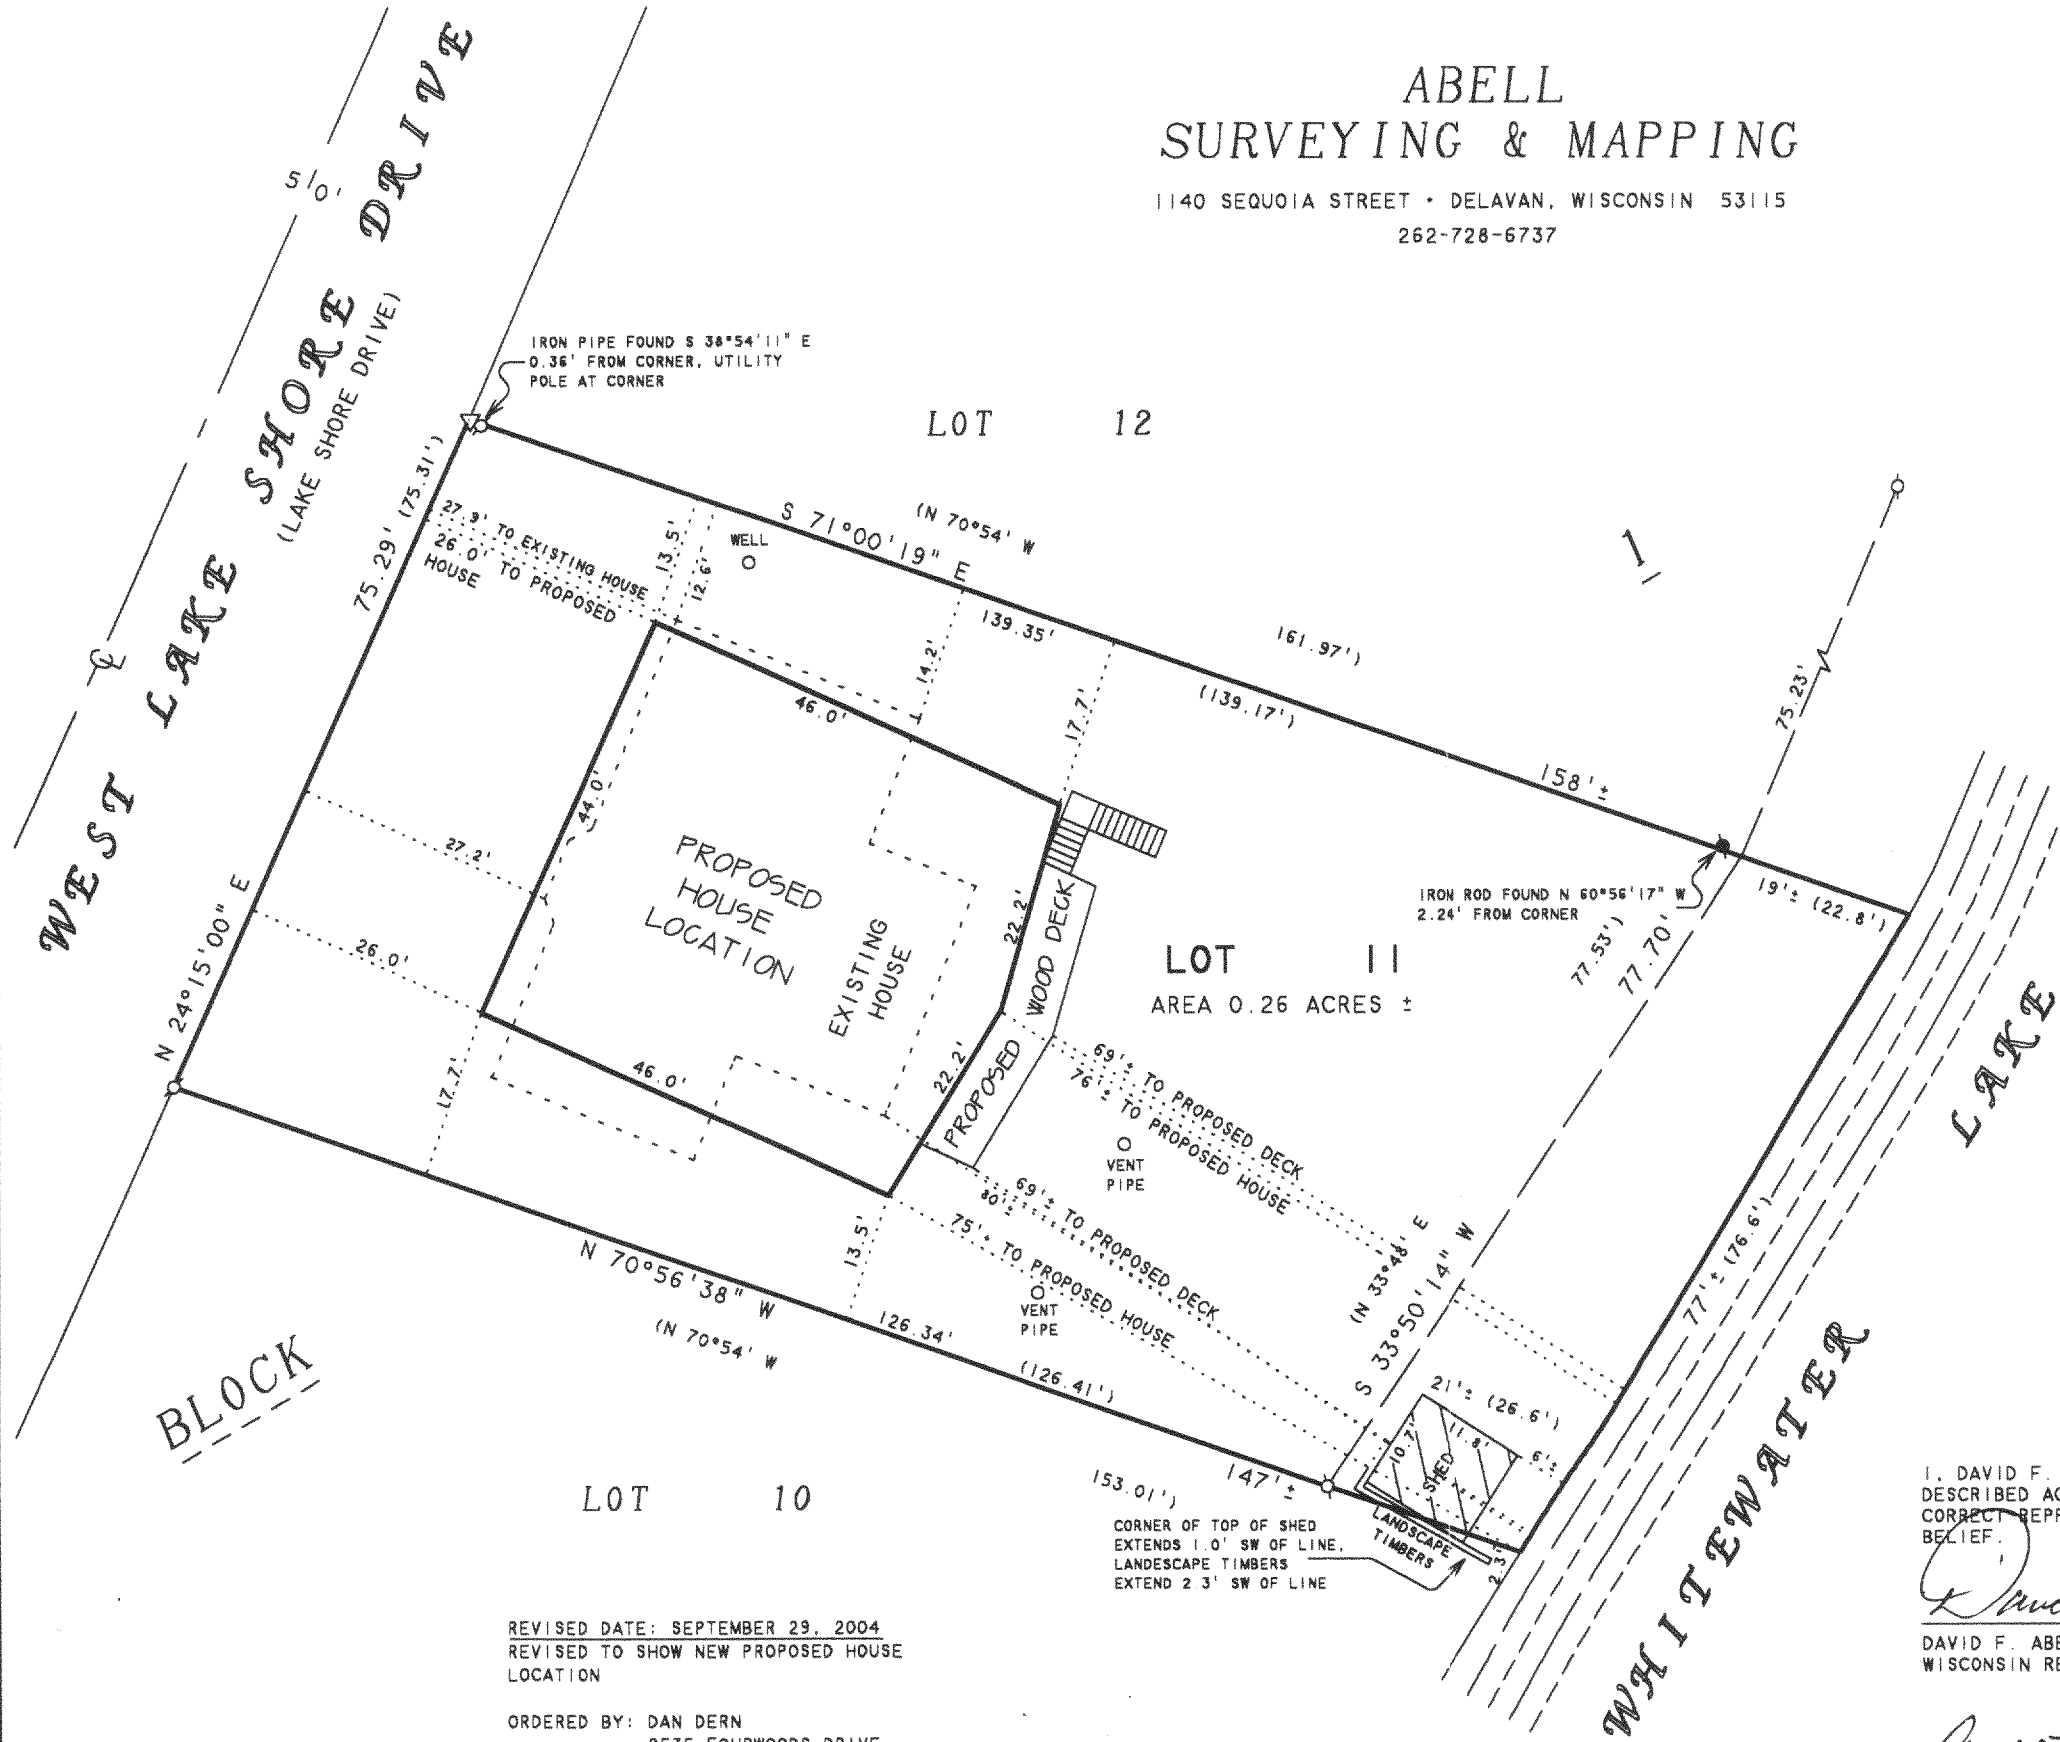 ABELL
SURVEYING & MAPPING
1140 SEQUOIA STREET • DELAVAN, WISCONSIN 53115
262-728-6737
WEST LAKE SHORE DRIVE
(LAKE SHORE DRIVE)
50'
IRON PIPE FOUND S 38°54'11" E
0.36' FROM CORNER, UTILITY
POLE AT CORNER
LOT 12
75.29' (75.31')
N 24°15'00" E
27.9' TO EXISTING HOUSE
26.0' TO PROPOSED
HOUSE
13.5'
12.6'
WELL
S 71°00'19" E
(N 70°54' W
139.35'
161.97')
(139.17')
158'±
1
75.23'
14.2'
17.7'
46.0'
44.0'
27.2'
26.0'
PROPOSED
HOUSE
LOCATION
EXISTING
HOUSE
22.2'
22.2'
PROPOSED WOOD DECK
46.0'
17.7'
13.5'
IRON ROD FOUND N 60°56'17" W
2.24' FROM CORNER
19'± (22.8')
LOT 11
AREA 0.26 ACRES ±
77.53')
77.70'
69'± TO PROPOSED DECK
76'± TO PROPOSED HOUSE
VENT
PIPE
69'± TO PROPOSED DECK
80'±
75'± TO PROPOSED HOUSE
VENT
PIPE
(N 33°48' E
S 33°50'14" W
77'± (76.6')
N 70°56'38" W
(N 70°54' W
126.34'
(126.41')
153.01')
147'±
21'± (26.6')
10.7'
11.8'
SHED
6'±
LANDSCAPE
TIMBERS
2.3'
CORNER OF TOP OF SHED
EXTENDS 1.0' SW OF LINE,
LANDESCAPE TIMBERS
EXTEND 2.3' SW OF LINE
WHITEWATER LAKE
BLOCK
LOT 10
REVISED DATE: SEPTEMBER 29, 2004
REVISED TO SHOW NEW PROPOSED HOUSE
LOCATION
ORDERED BY: DAN DERN
I, DAVID F.
DESCRIBED
CORRECT
BELIEF.
DAVID F.
WISCONSIN